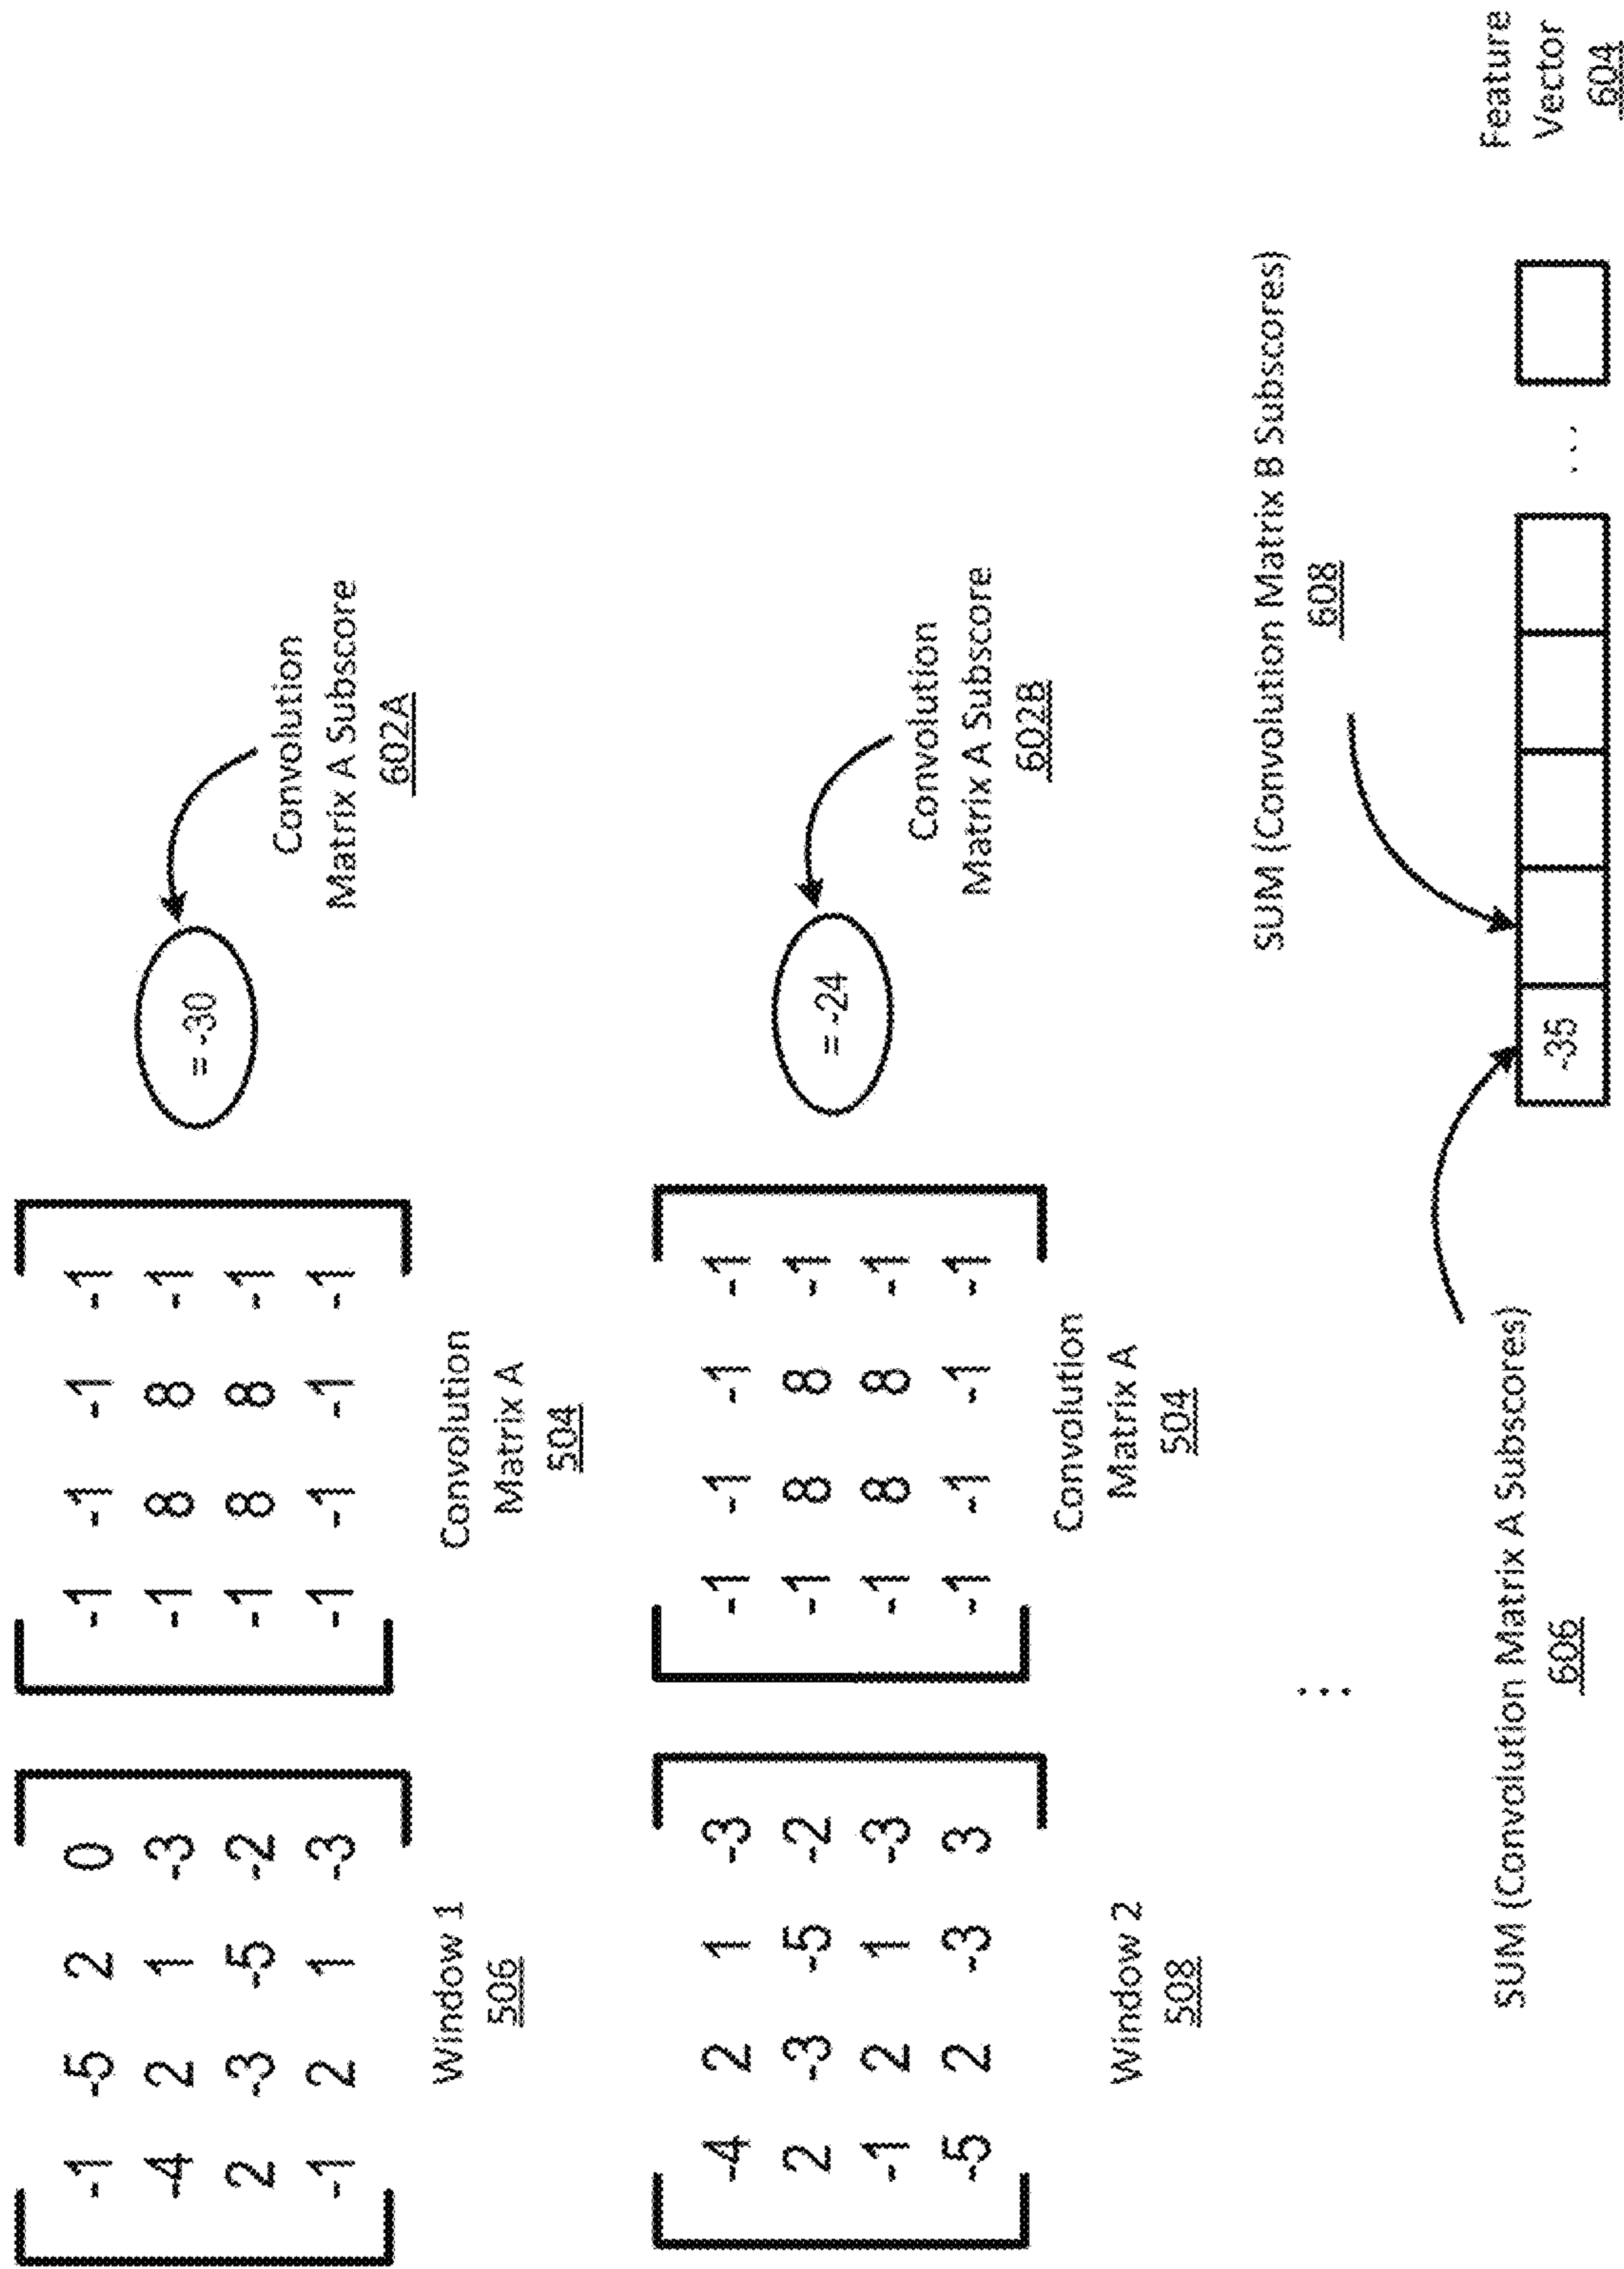 -1 -5 2 0
-4 2 1 -3
2 -3 -5 -2
-1 2 1 -3
Window 1
506
-1 -1 -1 -1
-1 8 8 -1
-1 8 8 -1
-1 -1 -1 -1
Convolution
Matrix A
504
= -30
Convolution
Matrix A Subscore
602A
-4 2 1 -3
2 -3 -5 -2
-1 2 1 -3
-5 2 -3 3
Window 2
508
-1 -1 -1 -1
-1 8 8 -1
-1 8 8 -1
-1 -1 -1 -1
Convolution
Matrix A
504
= -24
Convolution
Matrix A Subscore
602B
...
SUM (Convolution Matrix B Subscores)
608
SUM (Convolution Matrix A Subscores)
606
-35
...
Feature
Vector
604